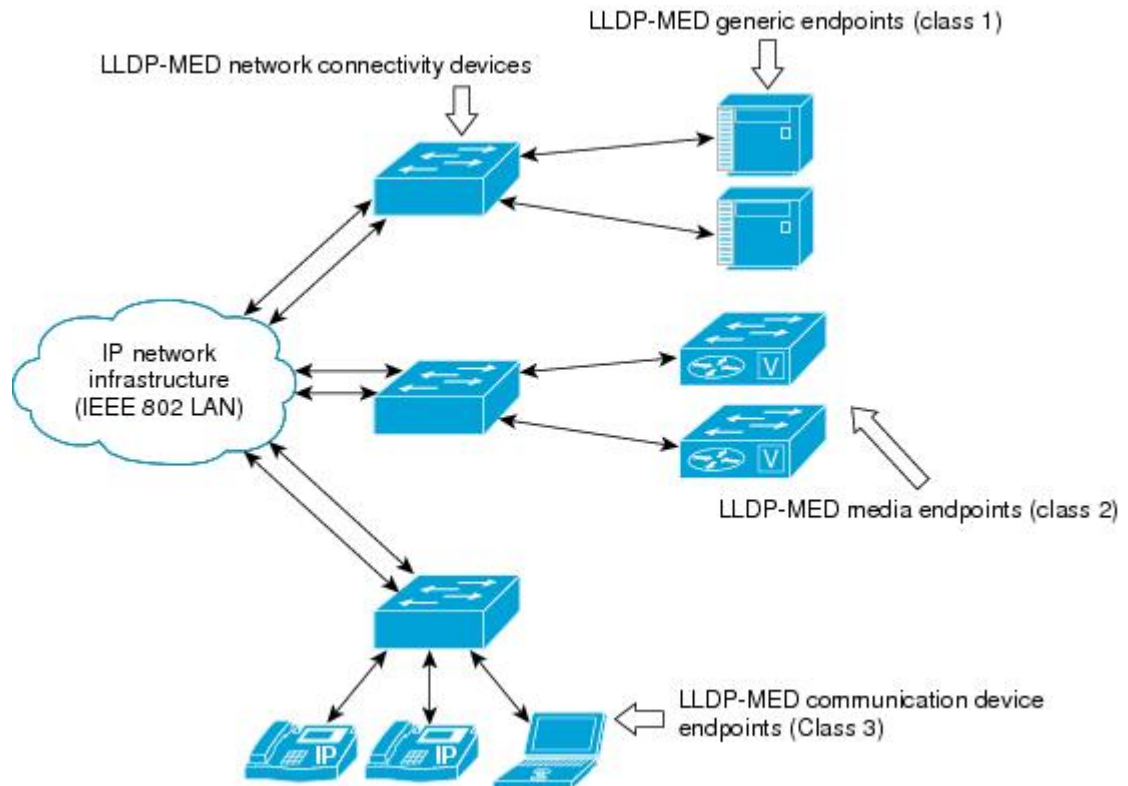 LLDP-MED generic endpoints (class 1)
LLDP-MED network connectivity devices
IP network
infrastructure
(IEEE 802 LAN)
V
V
LLDP-MED media endpoints (class 2)
LLDP-MED communication device
endpoints (Class 3)
IP
IP